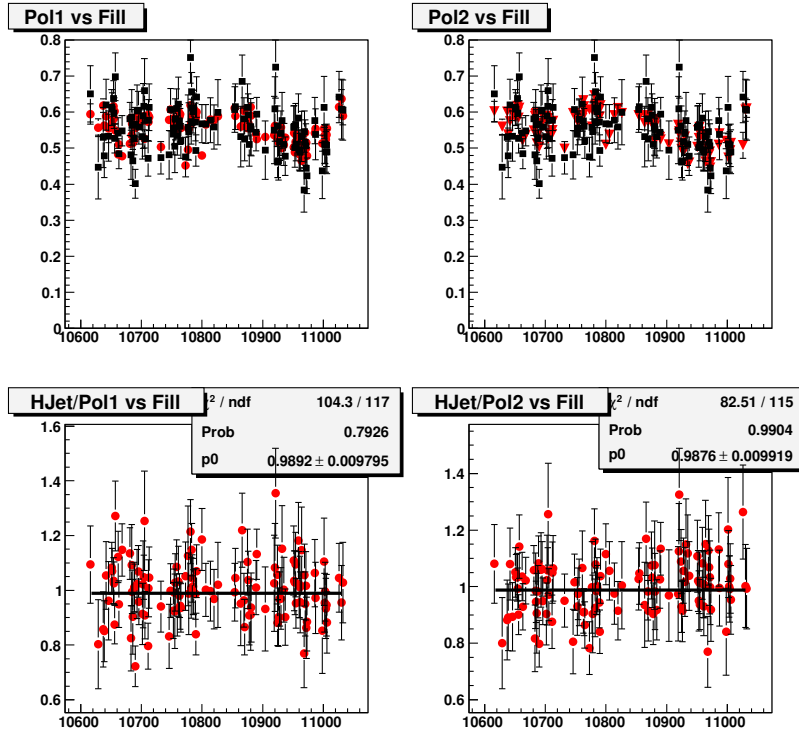 Pol1 vs Fill
0.8
0.7
0.6
0.5
0.4
0.3
0.2
0.1
0
10600 10700 10800 10900 11000
Pol2 vs Fill
0.8
0.7
0.6
0.5
0.4
0.3
0.2
0.1
0
10600 10700 10800 10900 11000
HJet/Pol1 vs Fill
χ² / ndf 104.3 / 117
Prob 0.7926
p0 0.9892 ± 0.009795
1.6
1.4
1.2
1
0.8
0.6
10600 10700 10800 10900 11000
HJet/Pol2 vs Fill
χ² / ndf 82.51 / 115
Prob 0.9904
p0 0.9876 ± 0.009919
1.4
1.2
1
0.8
0.6
10600 10700 10800 10900 11000